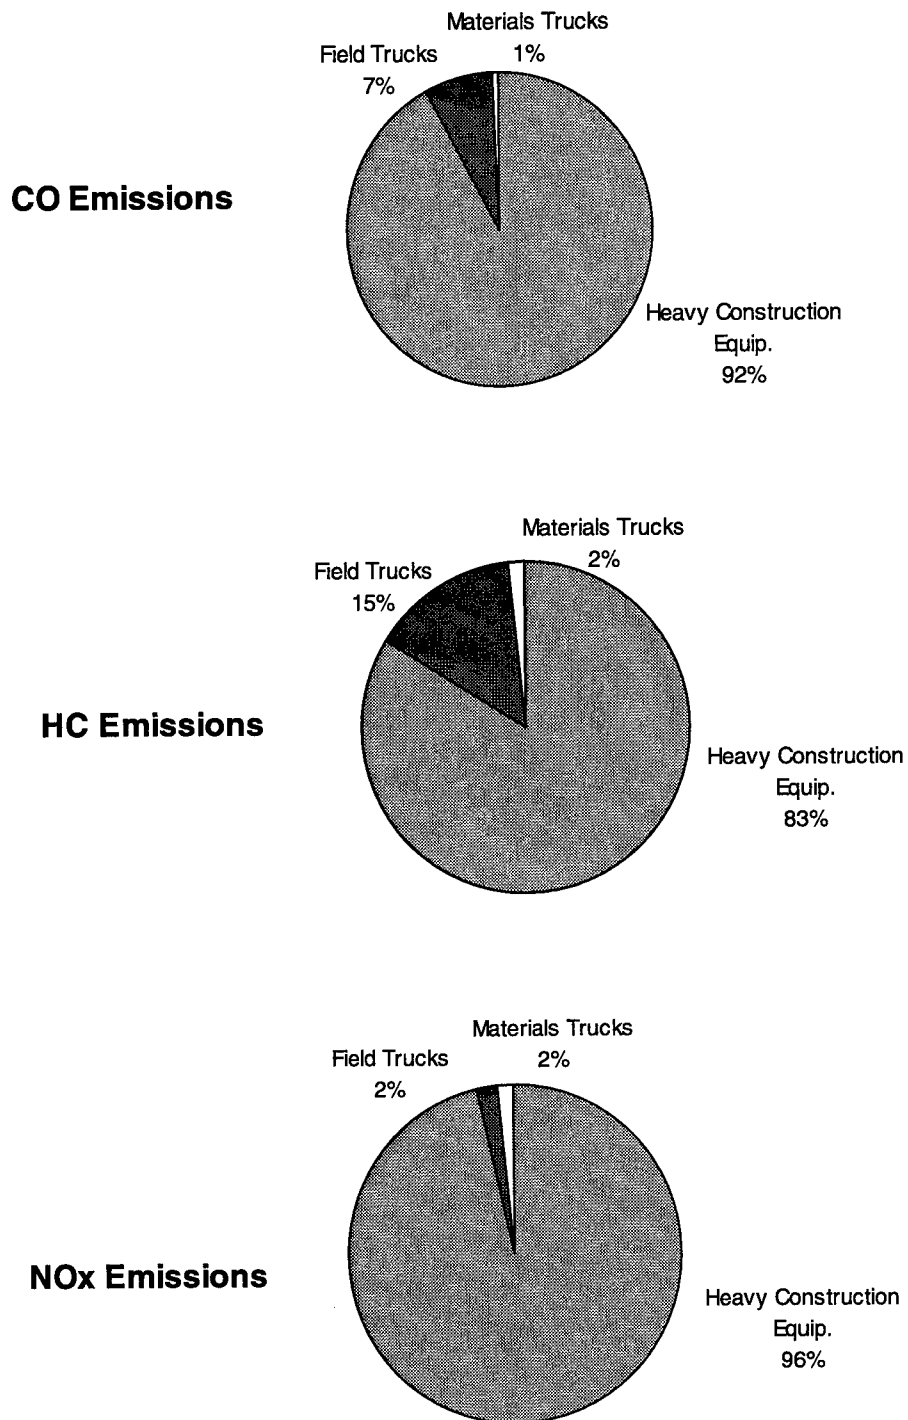 Materials Trucks
1%
Field Trucks
7%
CO Emissions
Heavy Construction
Equip.
92%
Materials Trucks
2%
Field Trucks
15%
HC Emissions
Heavy Construction
Equip.
83%
Materials Trucks
2%
Field Trucks
2%
NOx Emissions
Heavy Construction
Equip.
96%